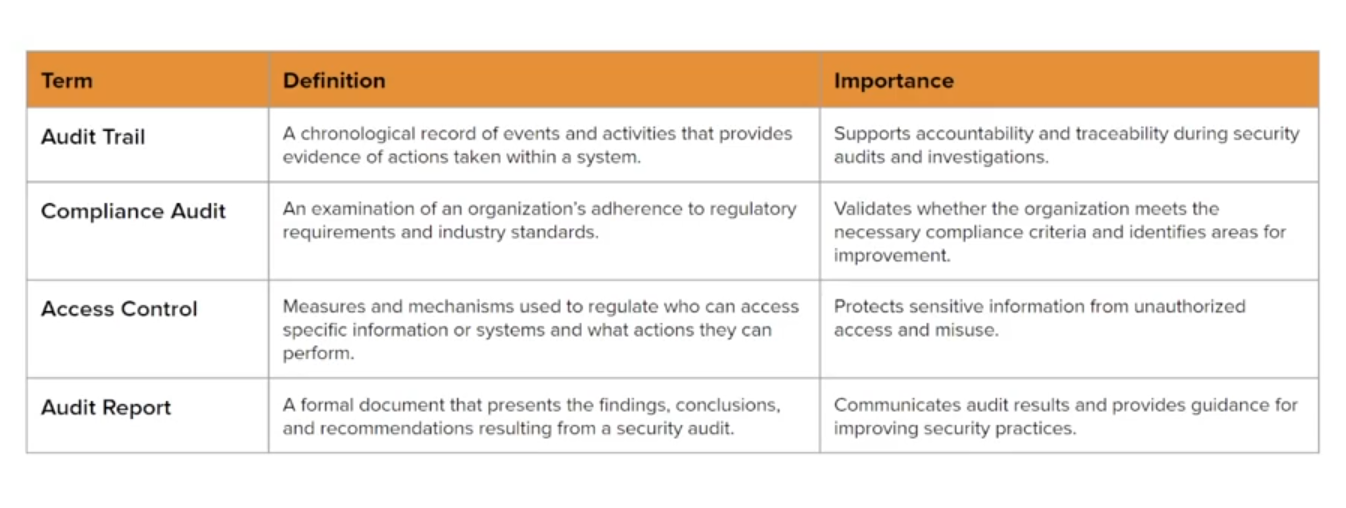 Term
Definition
Importance
Audit Trail
A chronological record of events and activities that provides
evidence of actions taken within a system.
Supports accountability and traceability during security
audits and investigations.
Compliance Audit
An examination of an organization's adherence to regulatory
requirements and industry standards.
Validates whether the organization meets the
necessary compliance criteria and identifies areas for
improvement.
Access Control
Measures and mechanisms used to regulate who can access
specific information or systems and what actions they can
perform.
Protects sensitive information from unauthorized
access and misuse.
Audit Report
A formal document that presents the findings, conclusions,
and recommendations resulting from a security audit.
Communicates audit results and provides guidance for
improving security practices.